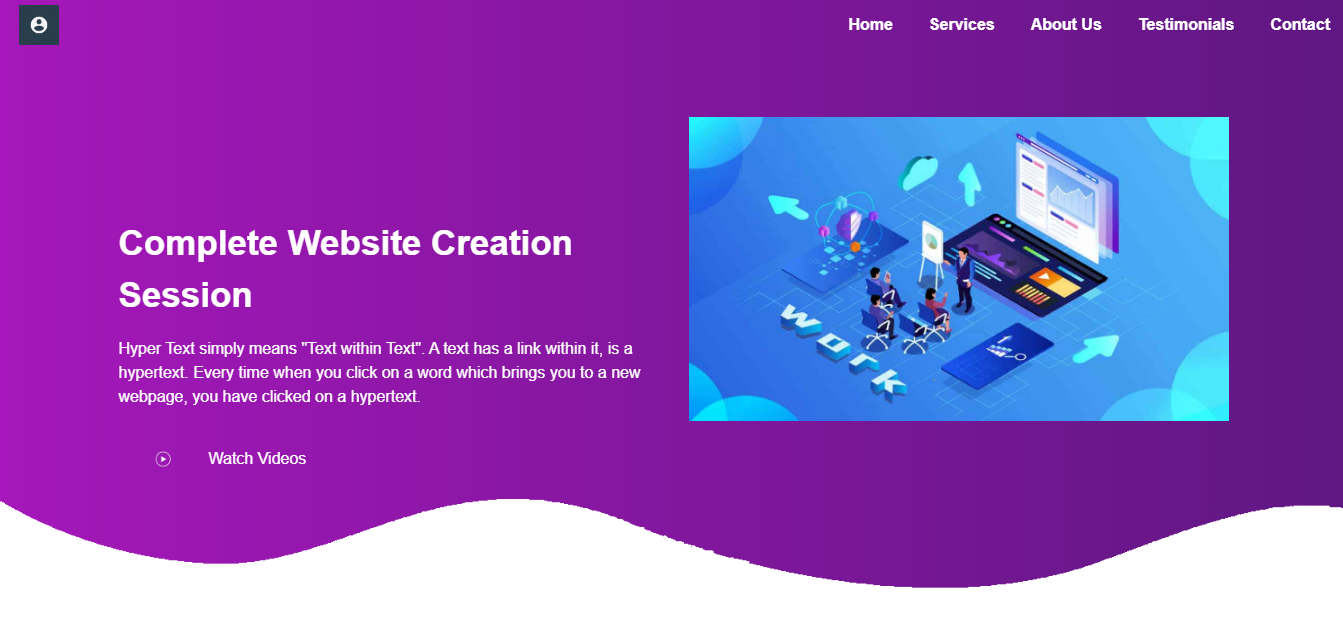 Home Services About Us Testimonials Contact
Complete Website Creation
Session
Hyper Text simply means "Text within Text". A text has a link within it, is a
hypertext. Every time when you click on a word which brings you to a new
webpage, you have clicked on a hypertext.
Watch Videos
work